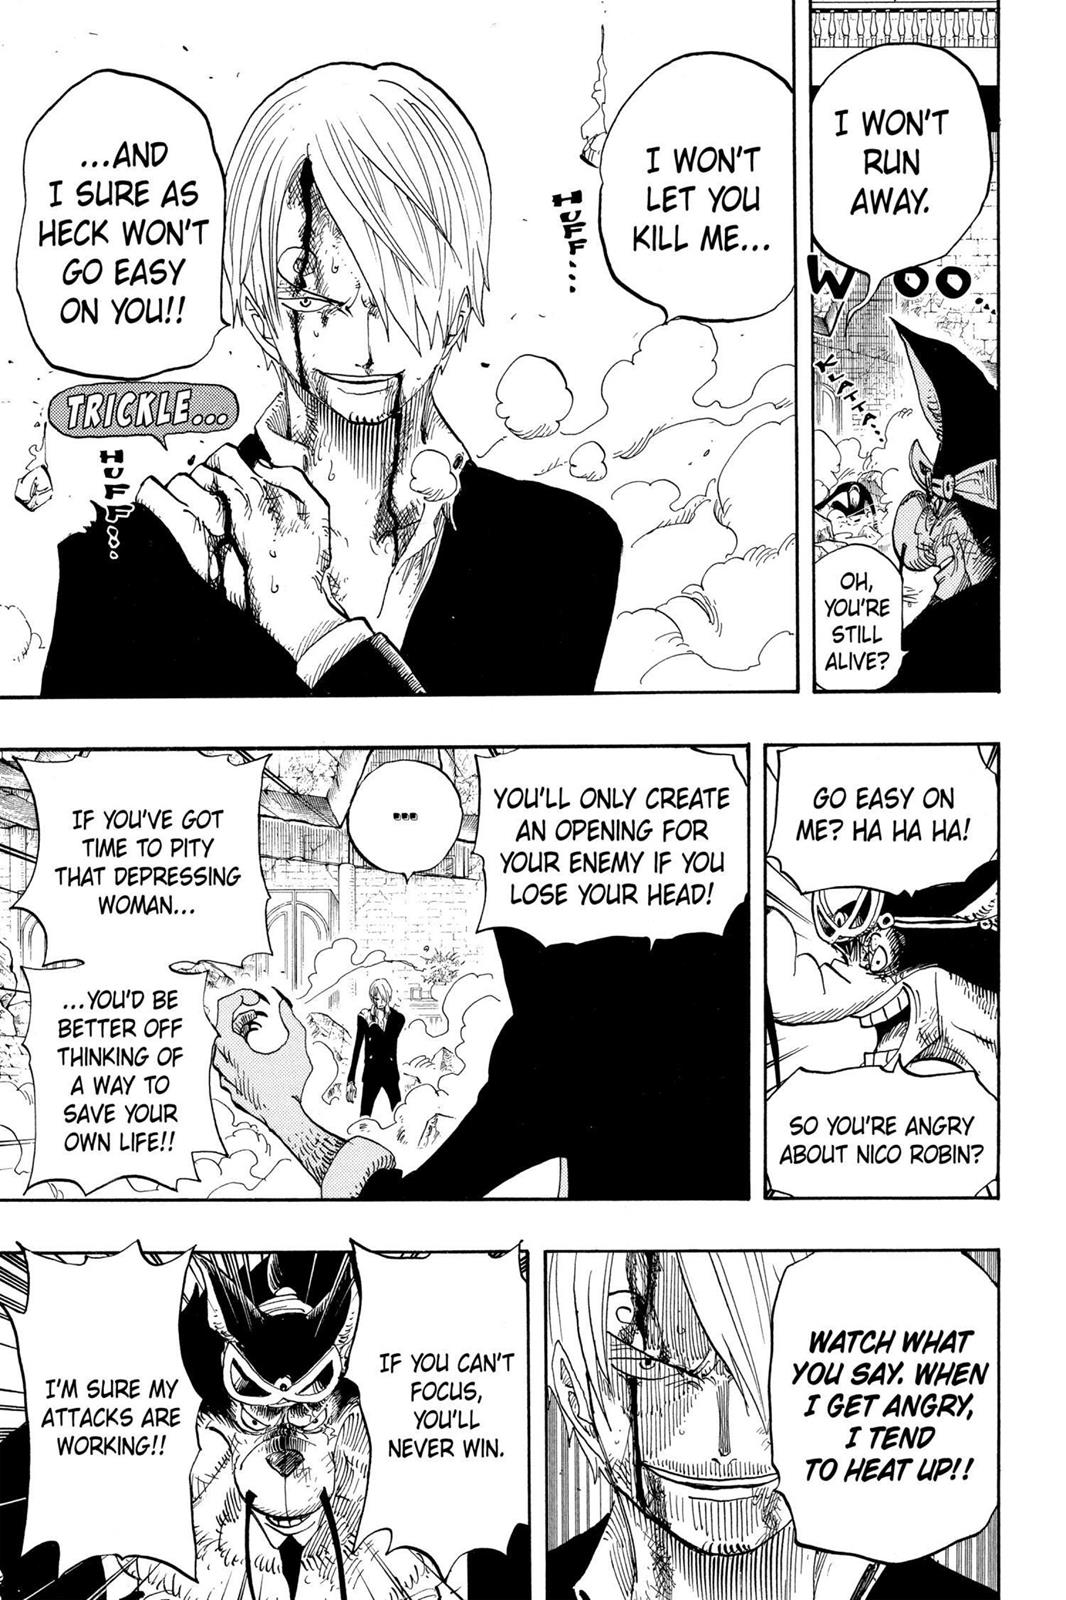 I WON'T
RUN
AWAY.
WOOO...
KLATTA...
OH,
YOU'RE
STILL
ALIVE?
I WON'T
LET YOU
KILL ME...
HUFF...
...AND
I SURE AS
HECK WON'T
GO EASY
ON YOU!!
TRICKLE...
HUFF...
GO EASY ON
ME? HA HA HA!
SO YOU'RE ANGRY
ABOUT NICO ROBIN?
YOU'LL ONLY CREATE
AN OPENING FOR
YOUR ENEMY IF YOU
LOSE YOUR HEAD!
...
IF YOU'VE GOT
TIME TO PITY
THAT DEPRESSING
WOMAN...
...YOU'D BE
BETTER OFF
THINKING OF
A WAY TO
SAVE YOUR
OWN LIFE!!
WATCH WHAT
YOU SAY. WHEN
I GET ANGRY,
I TEND
TO HEAT UP!!
IF YOU CAN'T
FOCUS,
YOU'LL
NEVER WIN.
I'M SURE MY
ATTACKS ARE
WORKING!!